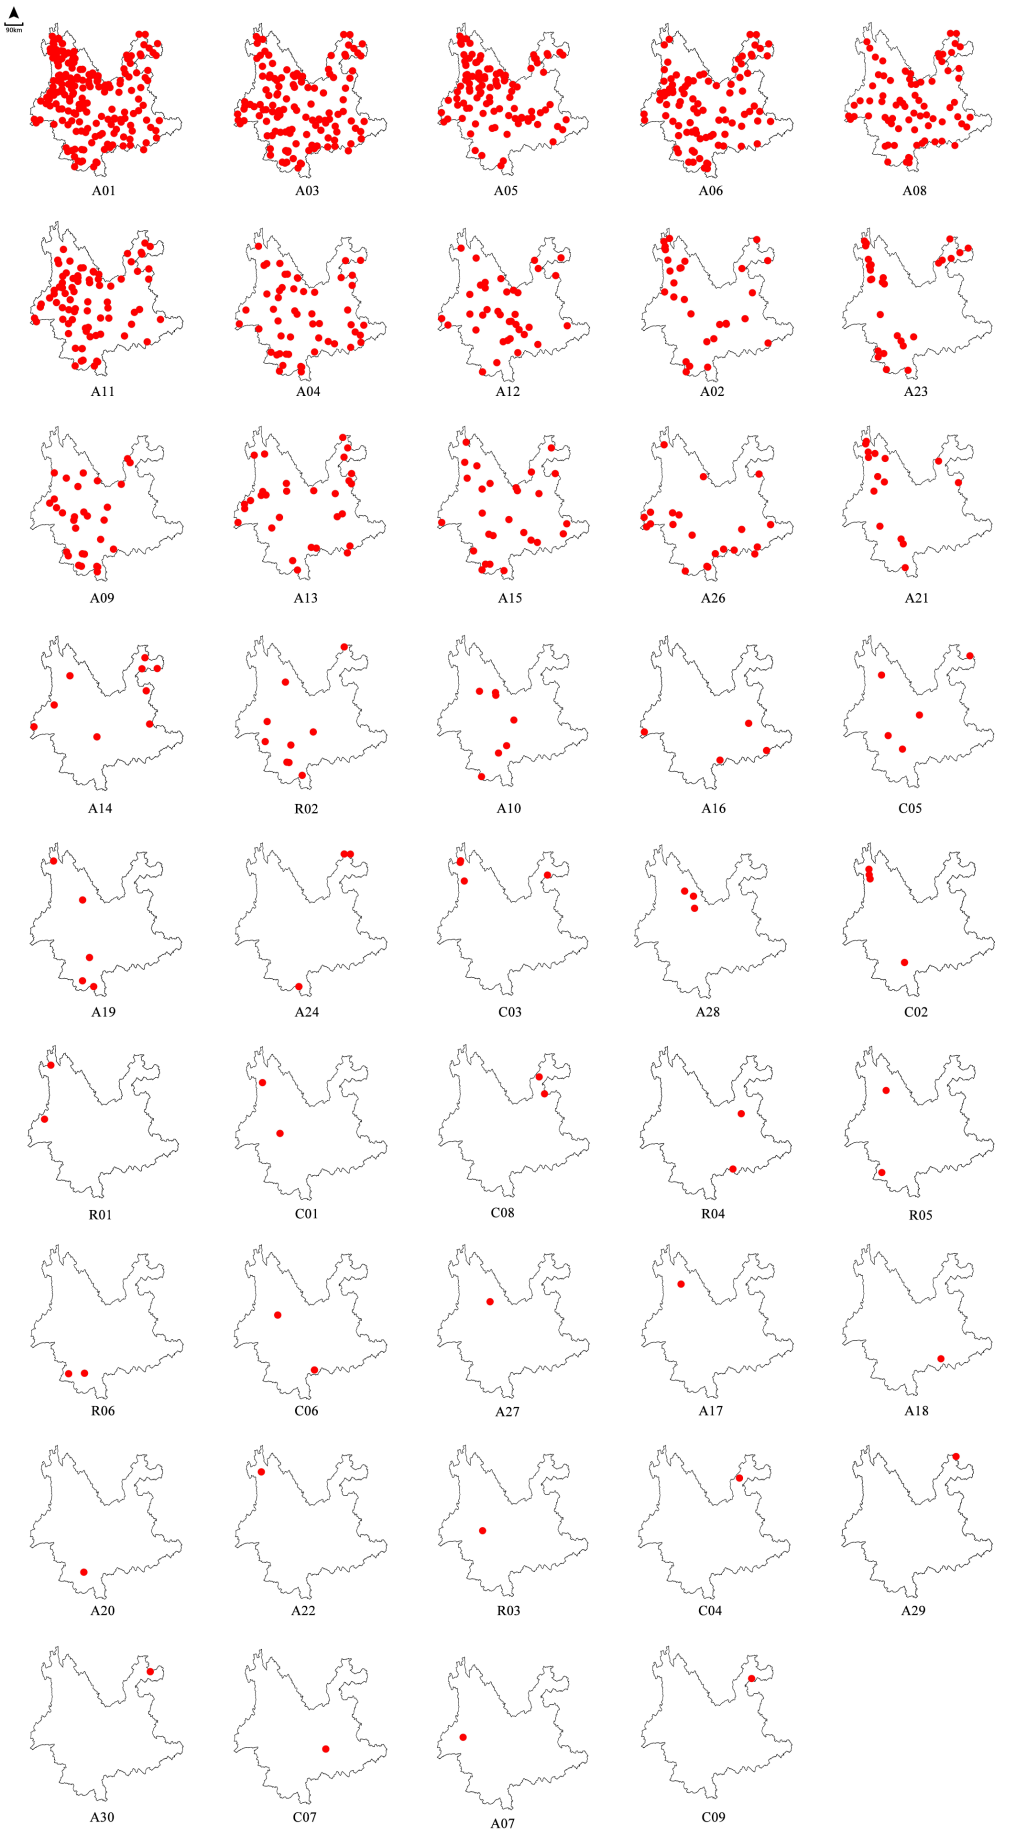 90km
A01 A03 A05 A06 A08
A11 A04 A12 A02 A23
A09 A13 A15 A26 A21
A14 R02 A10 A16 C05
A19 A24 C03 A28 C02
R01 C01 C08 R04 R05
R06 C06 A27 A17 A18
A20 A22 R03 C04 A29
A30 C07 A07 C09